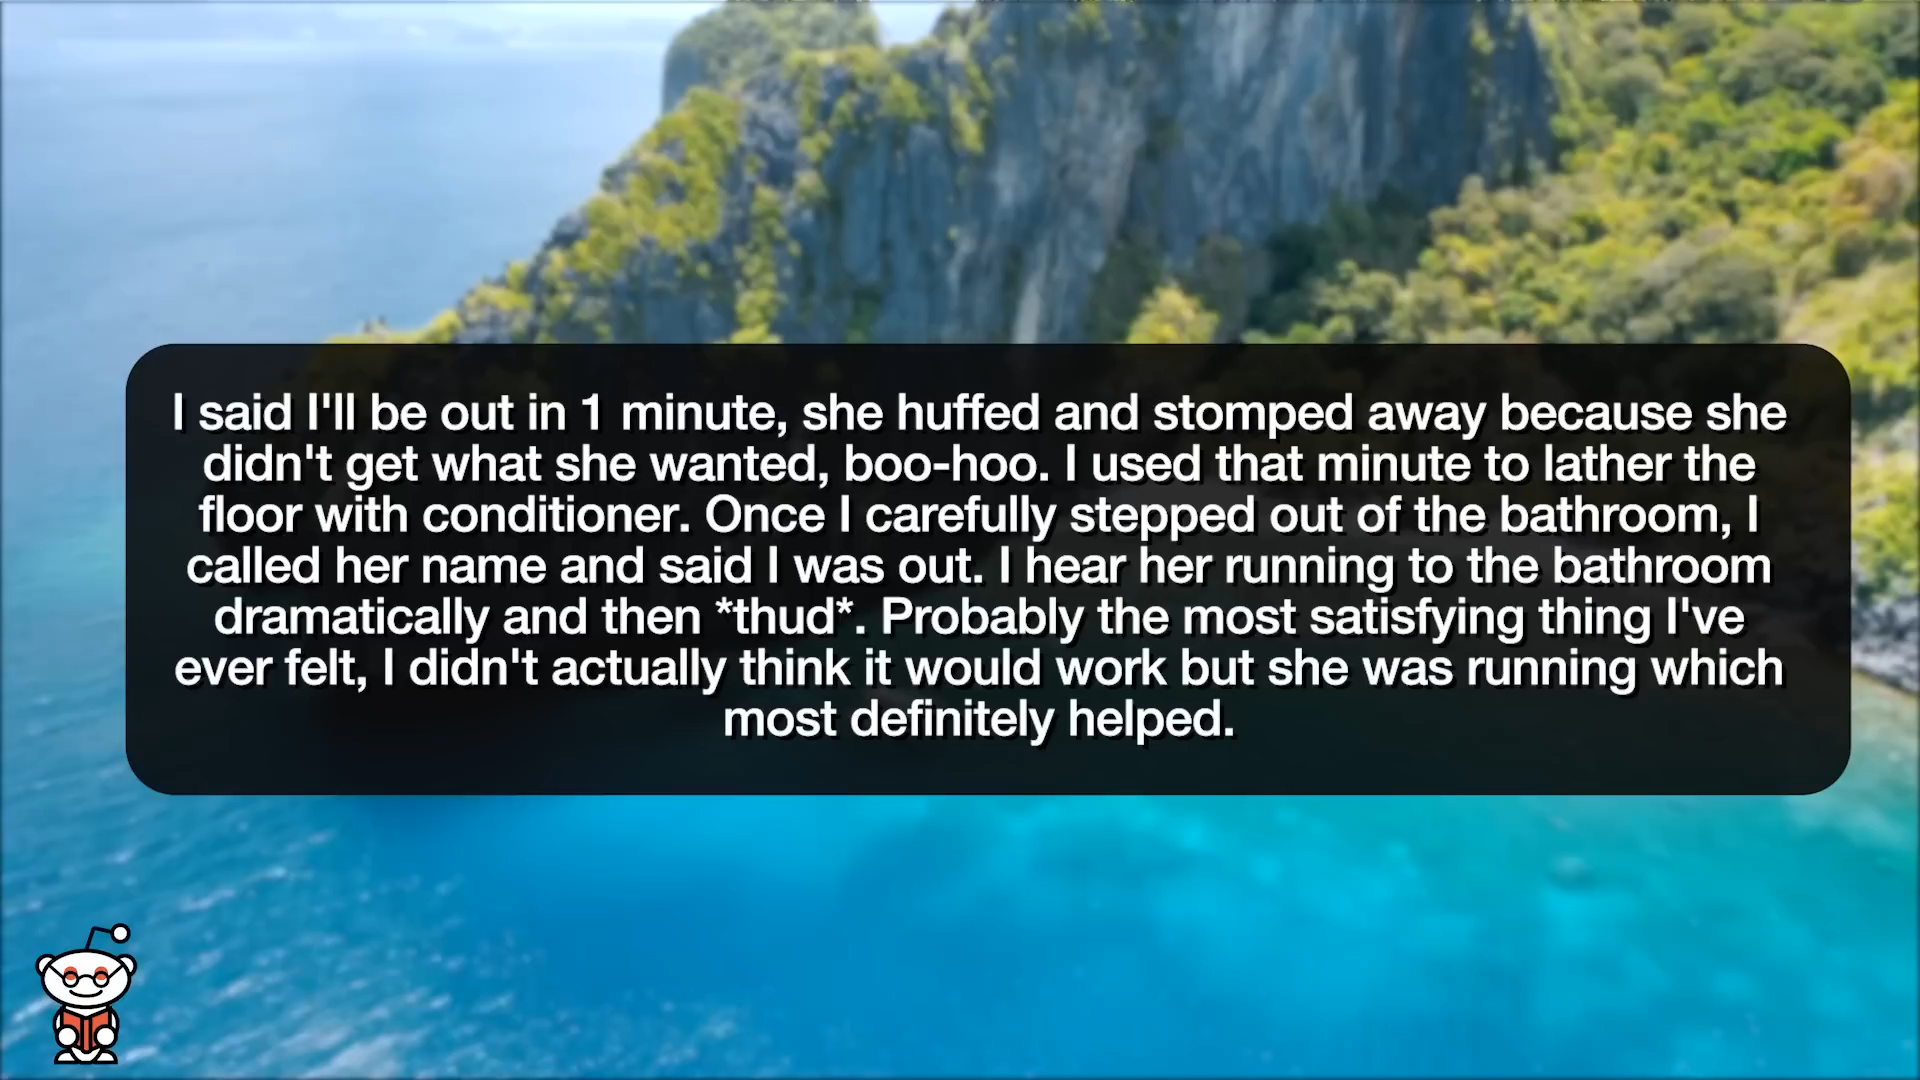 I said I'll be out in 1 minute, she huffed and stomped away because she
didn't get what she wanted, boo-hoo. I used that minute to lather the
floor with conditioner. Once I carefully stepped out of the bathroom, I
called her name and said I was out. I hear her running to the bathroom
dramatically and then *thud*. Probably the most satisfying thing I've
ever felt, I didn't actually think it would work but she was running which
most definitely helped.